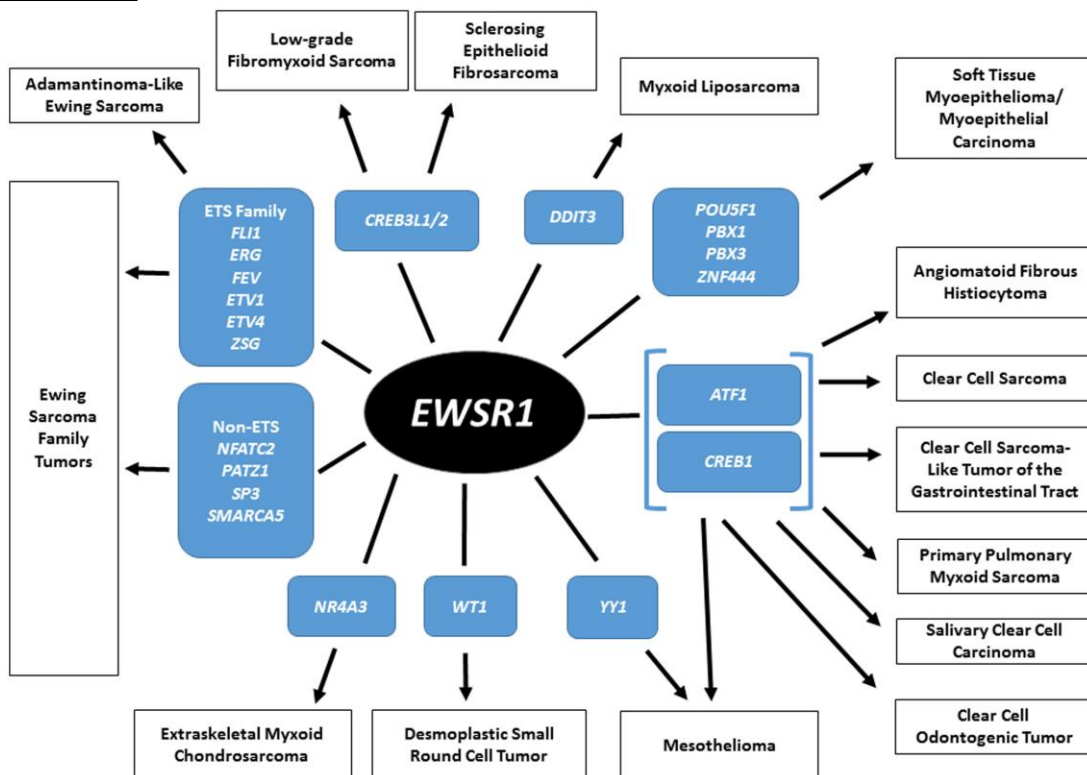 Low-grade
Fibromyxoid Sarcoma
Sclerosing
Epithelioid
Fibrosarcoma
Adamantinoma-Like
Ewing Sarcoma
Myxoid Liposarcoma
Soft Tissue
Myoepithelioma/
Myoepithelial
Carcinoma
ETS Family
FLI1
ERG
FEV
ETV1
ETV4
ZSG
CREB3L1/2
DDIT3
POU5F1
PBX1
PBX3
ZNF444
Angiomatoid Fibrous
Histiocytoma
Ewing
Sarcoma
Family
Tumors
EWSR1
ATF1
CREB1
Clear Cell Sarcoma
Non-ETS
NFATC2
PATZ1
SP3
SMARCA5
Clear Cell Sarcoma-
Like Tumor of the
Gastrointestinal Tract
Primary Pulmonary
Myxoid Sarcoma
NR4A3
WT1
YY1
Salivary Clear Cell
Carcinoma
Extraskeletal Myxoid
Chondrosarcoma
Desmoplastic Small
Round Cell Tumor
Mesothelioma
Clear Cell
Odontogenic Tumor